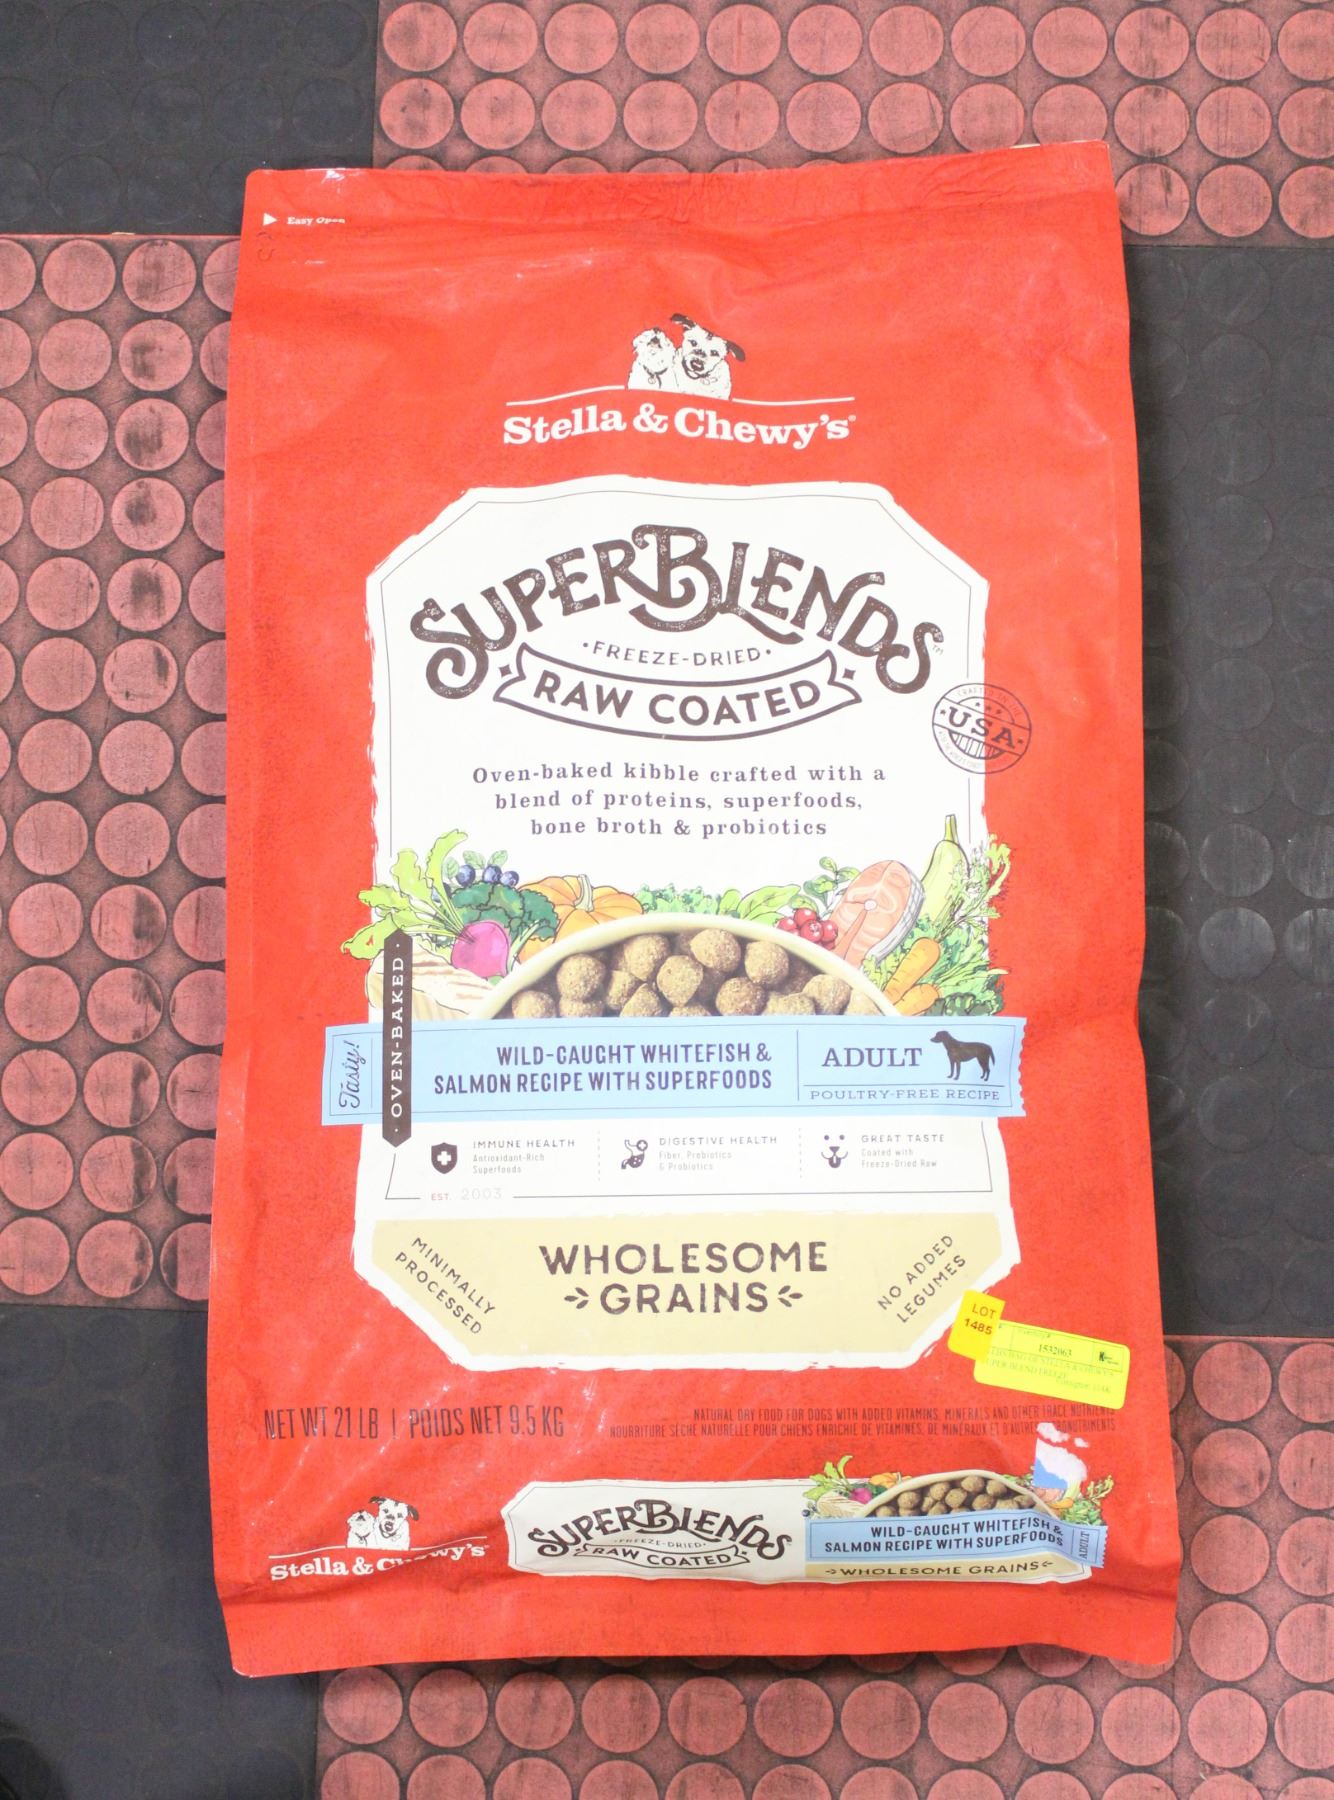 Easy Open
Stella & Chewy's®
SUPERBLENDS™
·FREEZE-DRIED·
RAW COATED
CRAFTED IN THE
·USA·
Oven-baked kibble crafted with a
blend of proteins, superfoods,
bone broth & probiotics
Tasty!
·OVEN-BAKED·
WILD-CAUGHT WHITEFISH &
SALMON RECIPE WITH SUPERFOODS
ADULT
POULTRY-FREE RECIPE
IMMUNE HEALTH
Antioxidant-Rich
Superfoods
DIGESTIVE HEALTH
Fiber, Prebiotics
& Probiotics
GREAT TASTE
Coated with
Freeze-Dried Raw
EST. 2003
MINIMALLY
PROCESSED
WHOLESOME
GRAINS
NO ADDED
LEGUMES
LOT
1485
1532063
NET WT 21 LB | POIDS NET 9.5 KG
NATURAL DRY FOOD FOR DOGS WITH ADDED VITAMINS, MINERALS AND OTHER TRACE NUTRIENTS
NOURRITURE SÈCHE NATURELLE POUR CHIENS ENRICHIE DE VITAMINES, DE MINÉRAUX ET D'AUTRES
Stella & Chewy's®
SUPERBLENDS
·FREEZE-DRIED·
RAW COATED
WILD-CAUGHT WHITEFISH &
SALMON RECIPE WITH SUPERFOODS
ADULT
WHOLESOME GRAINS